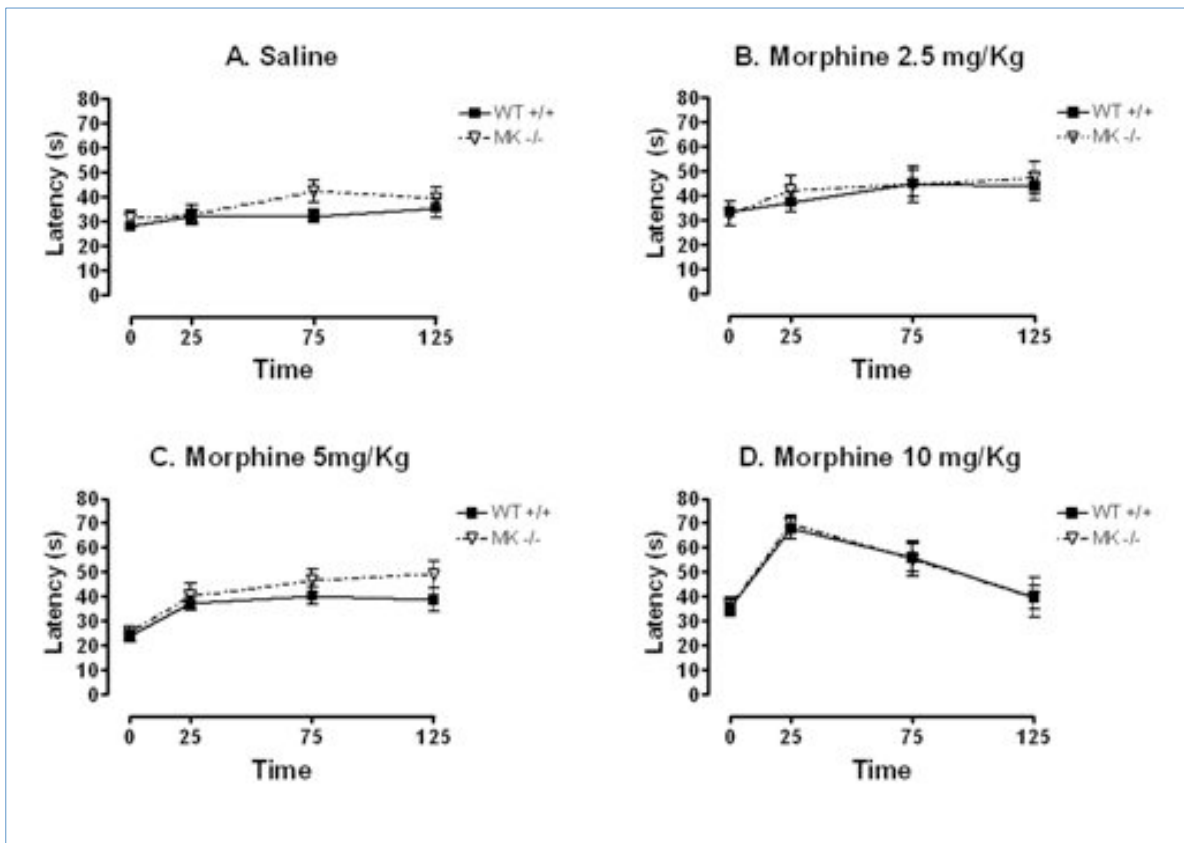 A. Saline
80
70
60
50
40
30
20
10
0
Latency (s)
WT +/+
MK -/-
0 25 75 125
Time
B. Morphine 2.5 mg/Kg
80
70
60
50
40
30
20
10
0
Latency (s)
WT +/+
MK -/-
0 25 75 125
Time
C. Morphine 5mg/Kg
80
70
60
50
40
30
20
10
0
Latency (s)
WT +/+
MK -/-
0 25 75 125
Time
D. Morphine 10 mg/Kg
80
70
60
50
40
30
20
10
0
Latency (s)
WT +/+
MK -/-
0 25 75 125
Time